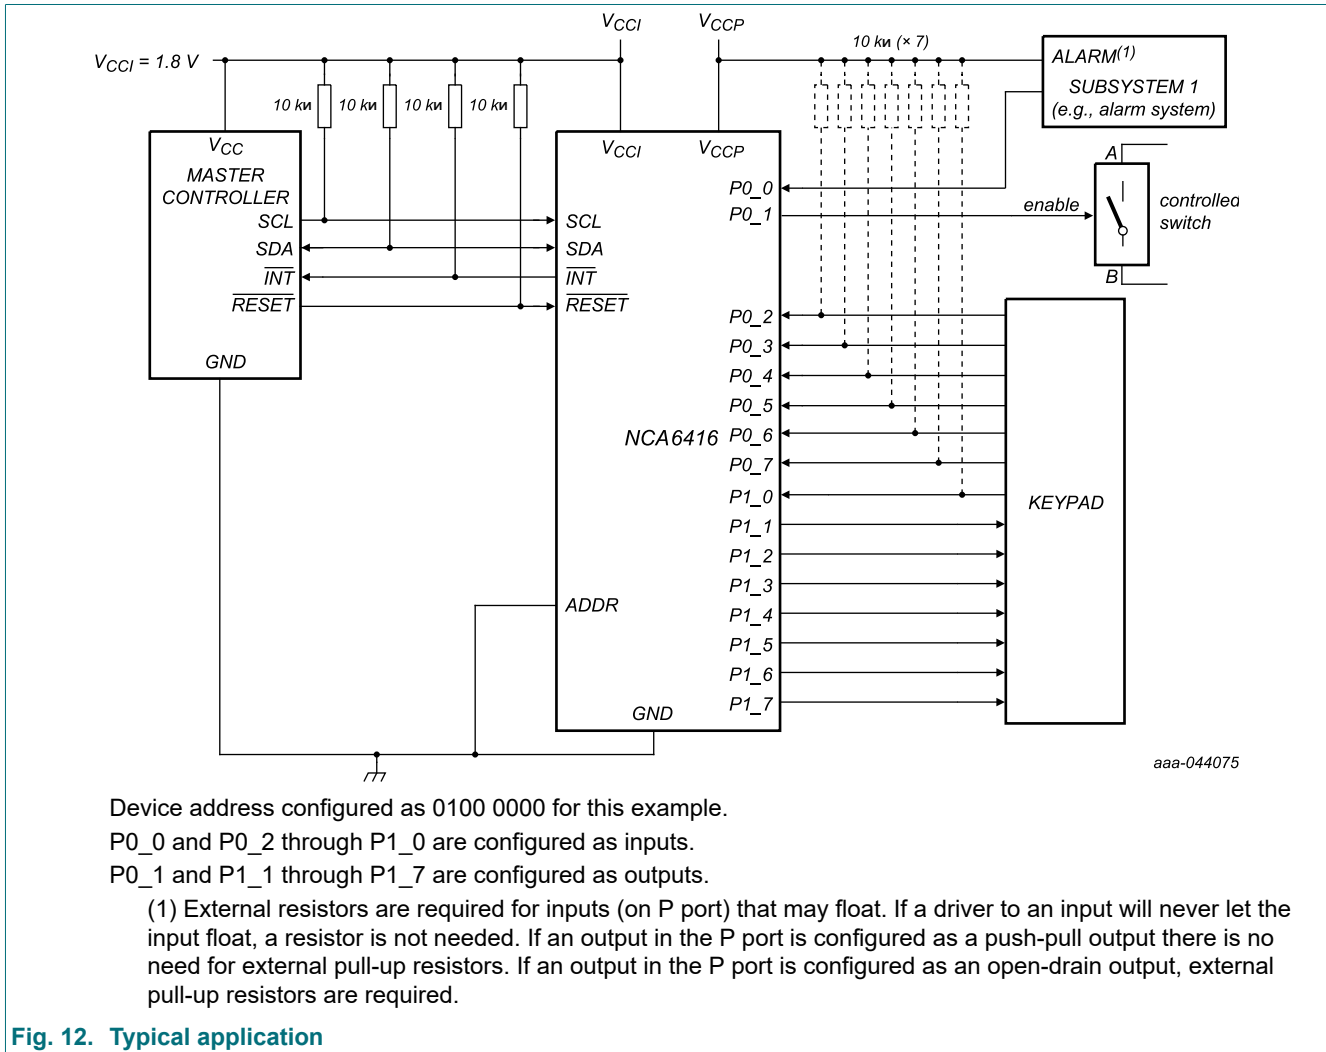 VCCI
VCCP
VCCI = 1.8 V
10 kи (× 7)
ALARM(1)
SUBSYSTEM 1
(e.g., alarm system)
10 kи
10 kи
10 kи
10 kи
VCC
MASTER
CONTROLLER
SCL
SDA
INT
RESET
GND
VCCI
VCCP
SCL
SDA
INT
RESET
ADDR
GND
NCA6416
P0_0
P0_1
P0_2
P0_3
P0_4
P0_5
P0_6
P0_7
P1_0
P1_1
P1_2
P1_3
P1_4
P1_5
P1_6
P1_7
enable
A
B
controlled
switch
KEYPAD
aaa-044075
Device address configured as 0100 0000 for this example.
P0_0 and P0_2 through P1_0 are configured as inputs.
P0_1 and P1_1 through P1_7 are configured as outputs.
(1) External resistors are required for inputs (on P port) that may float. If a driver to an input will never let the
input float, a resistor is not needed. If an output in the P port is configured as a push-pull output there is no
need for external pull-up resistors. If an output in the P port is configured as an open-drain output, external
pull-up resistors are required.
Fig. 12. Typical application